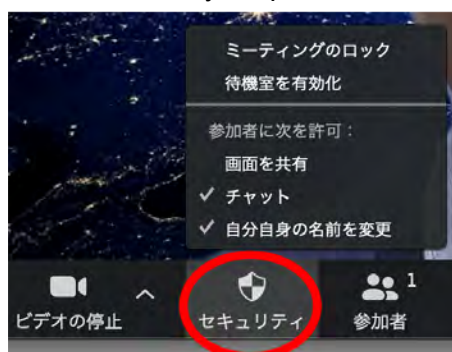 ミーティングのロック
待機室を有効化
参加者に次を許可：
画面を共有
✓ チャット
✓ 自分自身の名前を変更
ビデオの停止
セキュリティ
1
参加者